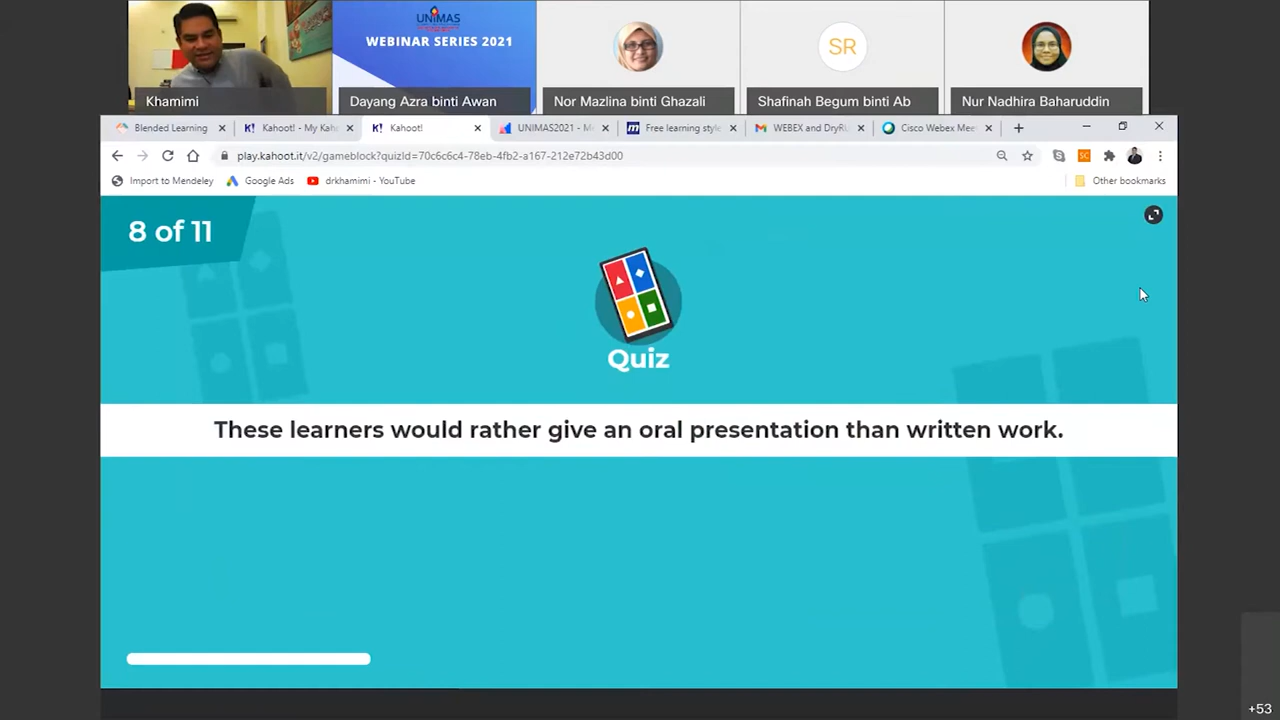 UNIMAS
WEBINAR SERIES 2021
SR
Khamimi
Dayang Azra binti Awan
Nor Mazlina binti Ghazali
Shafinah Begum binti Ab
Nur Nadhira Baharuddin
Blended Learning
Kahoot! - My Kah
Kahoot!
UNIMAS2021 - M
Free learning style
WEBEX and DryRU
Cisco Webex Mee
play.kahoot.it/v2/gameblock?quizId=70c6c6c4-78eb-4fb2-a167-212e72b43d00
SC
Import to Mendeley
Google Ads
drkhamimi - YouTube
Other bookmarks
8 of 11
Quiz
These learners would rather give an oral presentation than written work.
+53